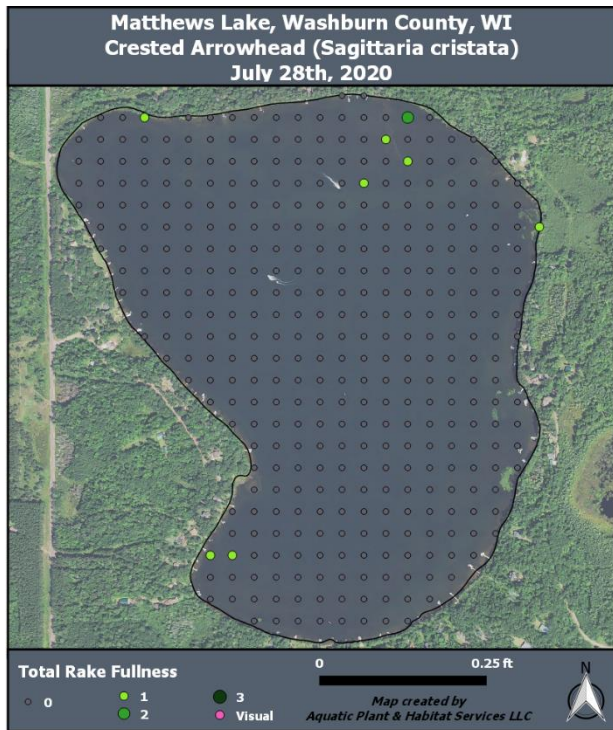 Matthews Lake, Washburn County, WI
Crested Arrowhead (Sagittaria cristata)
July 28th, 2020
Total Rake Fullness
0
1
2
3
Visual
0 0.25 ft
Map created by
Aquatic Plant & Habitat Services LLC
N